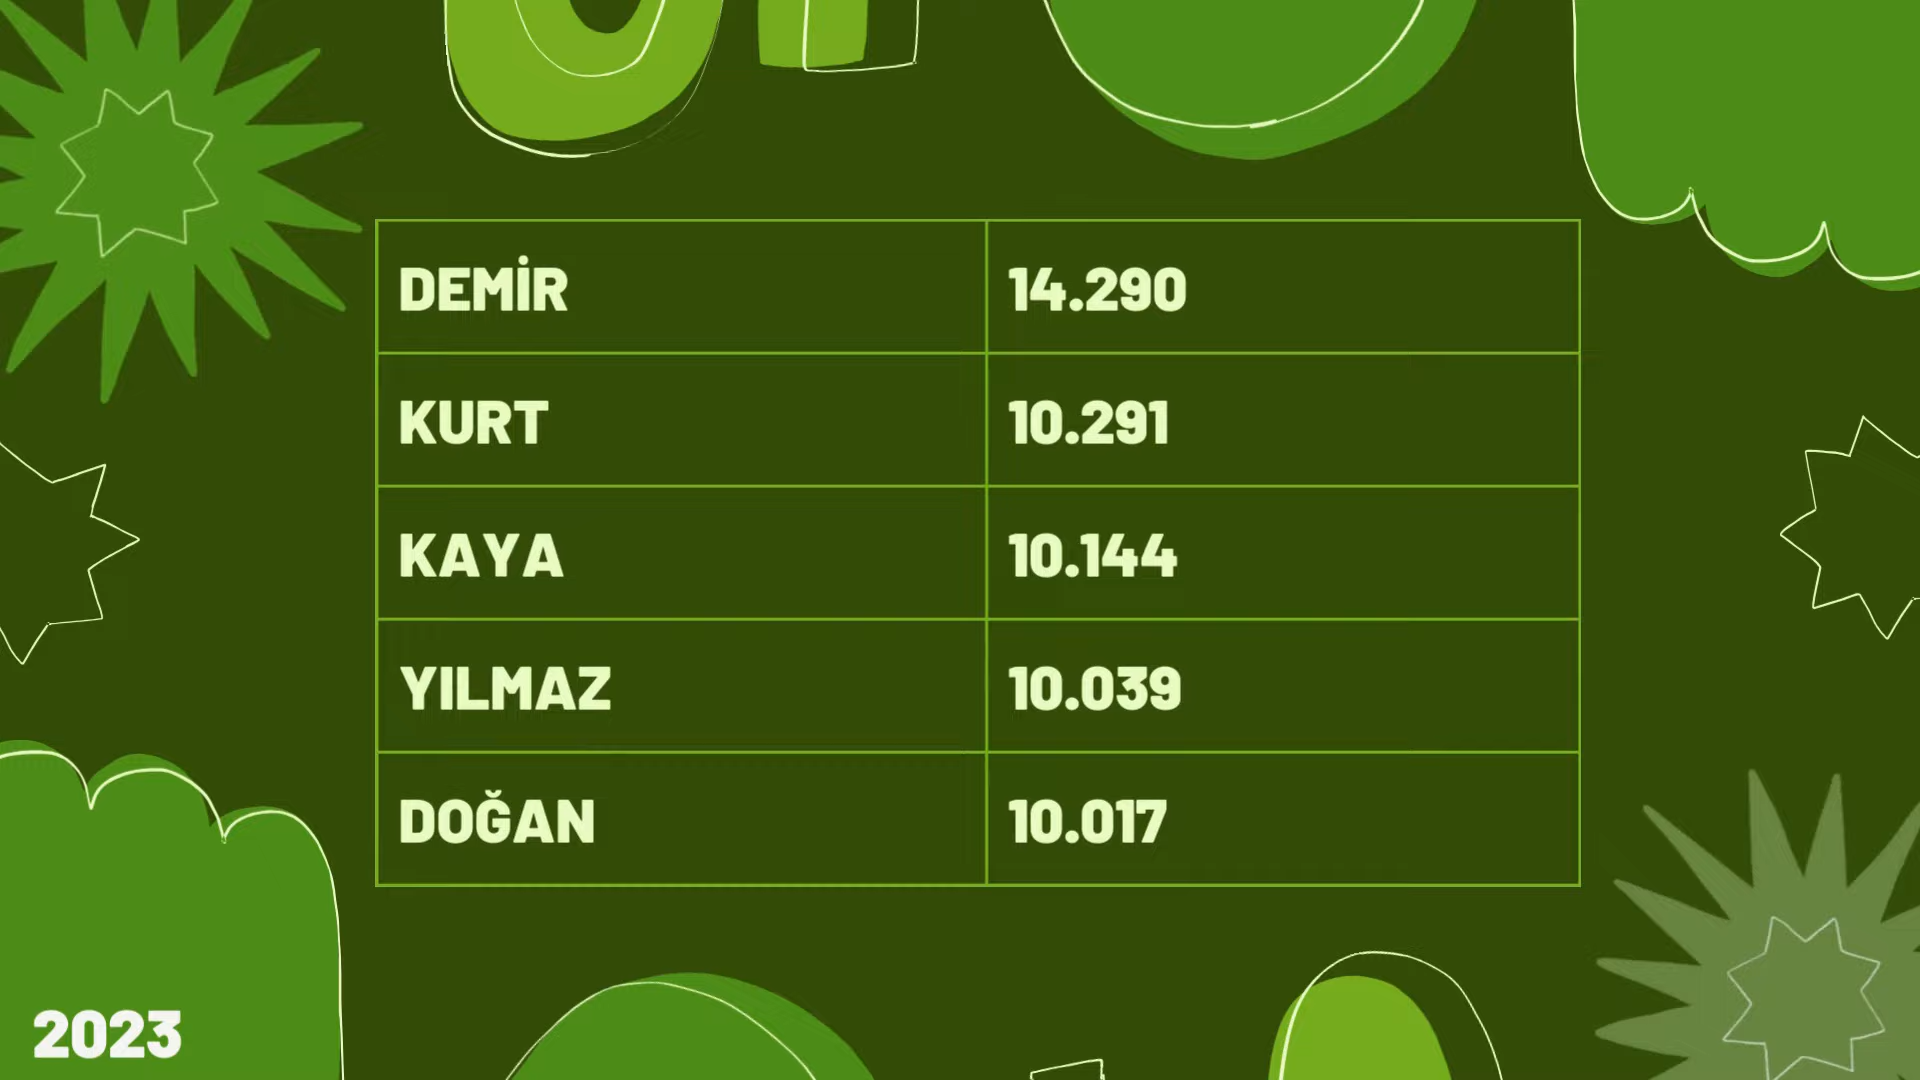 DEMİR 14.290
KURT 10.291
KAYA 10.144
YILMAZ 10.039
DOĞAN 10.017
2023